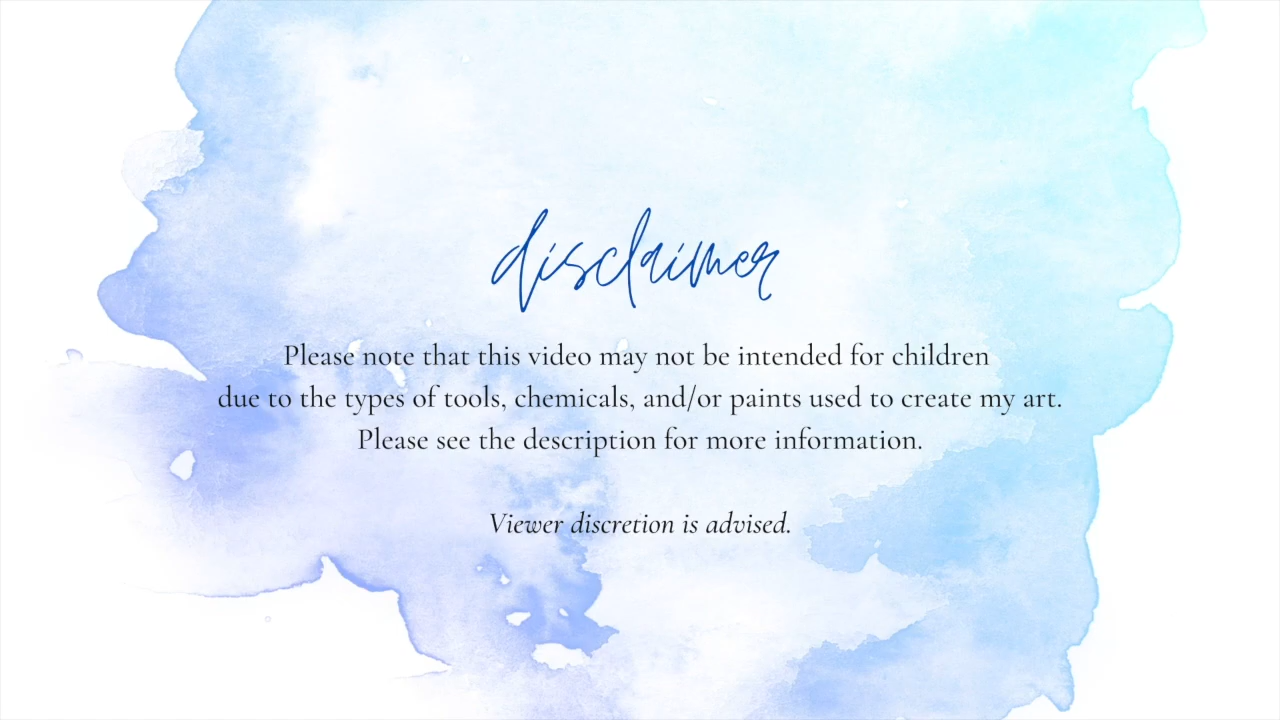 disclaimer
Please note that this video may not be intended for children
due to the types of tools, chemicals, and/or paints used to create my art.
Please see the description for more information.
Viewer discretion is advised.